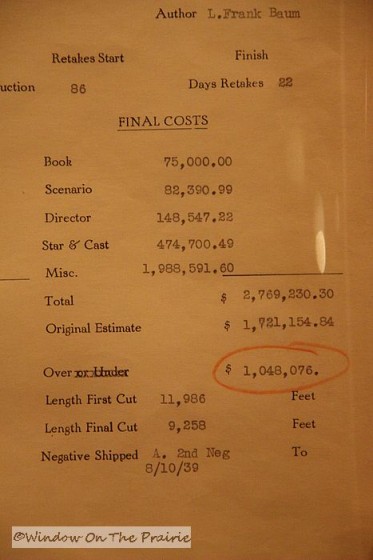 Author L.Frank Baum
Retakes Start Finish
uction 86 Days Retakes 22
FINAL COSTS
Book 75,000.00
Scenario 82,390.99
Director 148,547.22
Star & Cast 474,700.49
Misc. 1,988,591.60
Total $ 2,769,230.30
Original Estimate $ 1,721,154.84
Over or Under $ 1,048,076.
Length First Cut 11,986 Feet
Length Final Cut 9,258 Feet
Negative Shipped A. 2nd Neg To
8/10/39
©Window On The Prairie